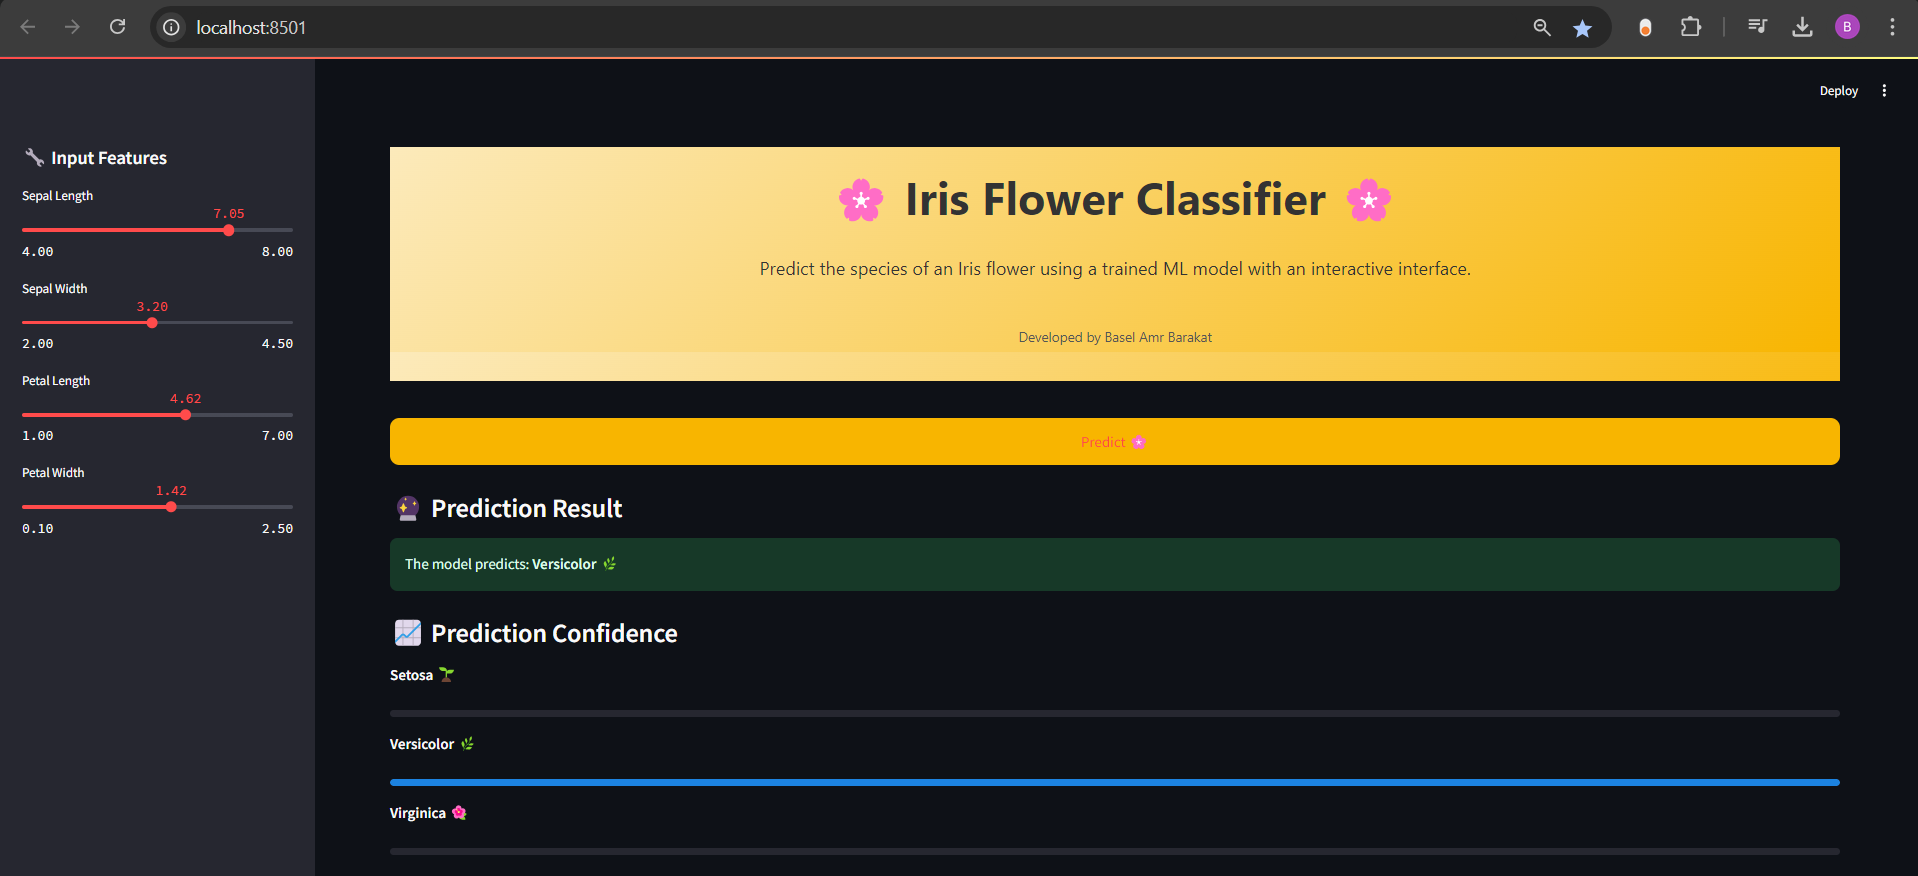 localhost:8501
B
Deploy
🔧 Input Features
Sepal Length
7.05
4.00 8.00
Sepal Width
3.20
2.00 4.50
Petal Length
4.62
1.00 7.00
Petal Width
1.42
0.10 2.50
🌸 Iris Flower Classifier 🌸
Predict the species of an Iris flower using a trained ML model with an interactive interface.
Developed by Basel Amr Barakat
Predict 🌸
🔮 Prediction Result
The model predicts: Versicolor 🌿
📈 Prediction Confidence
Setosa 🌱
Versicolor 🌿
Virginica 🌺